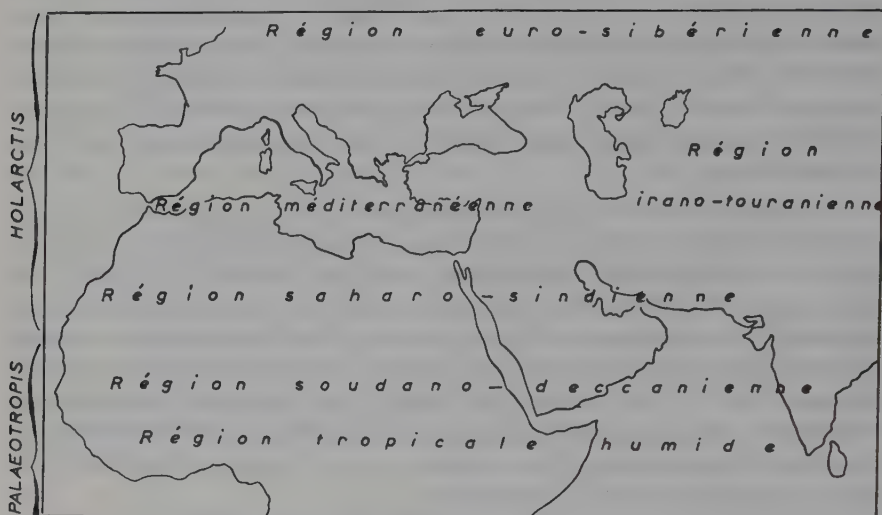 HOLARCTIS
PALAEOTROPIS
Région euro-sibérienne
Région
irano-touranienne
Région méditerranéenne
Région saharo-sindienne
Région soudano-deccanienne
Région tropicale humide